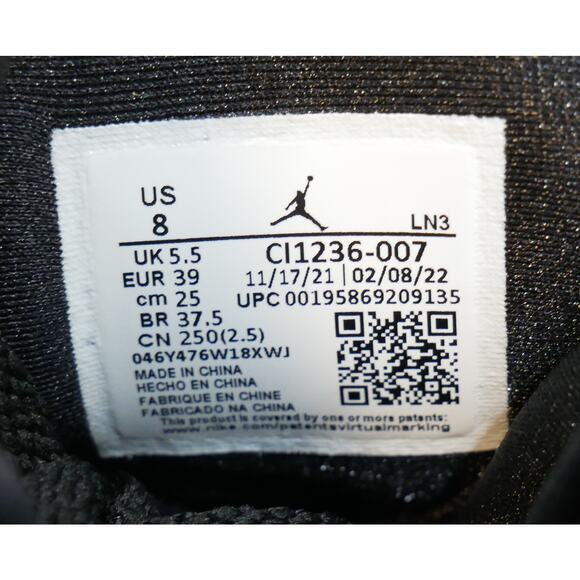 US
8
LN3
UK 5.5
CI1236-007
EUR 39
11/17/21 | 02/08/22
cm 25
UPC 00195869209135
BR 37.5
CN 250(2.5)
046Y476W18XWJ
MADE IN CHINA
HECHO EN CHINA
FABRIQUE EN CHINE
FABRICADO NA CHINA
This product is covered by one or more patents:
www.nike.com/patentsvirtualmarking